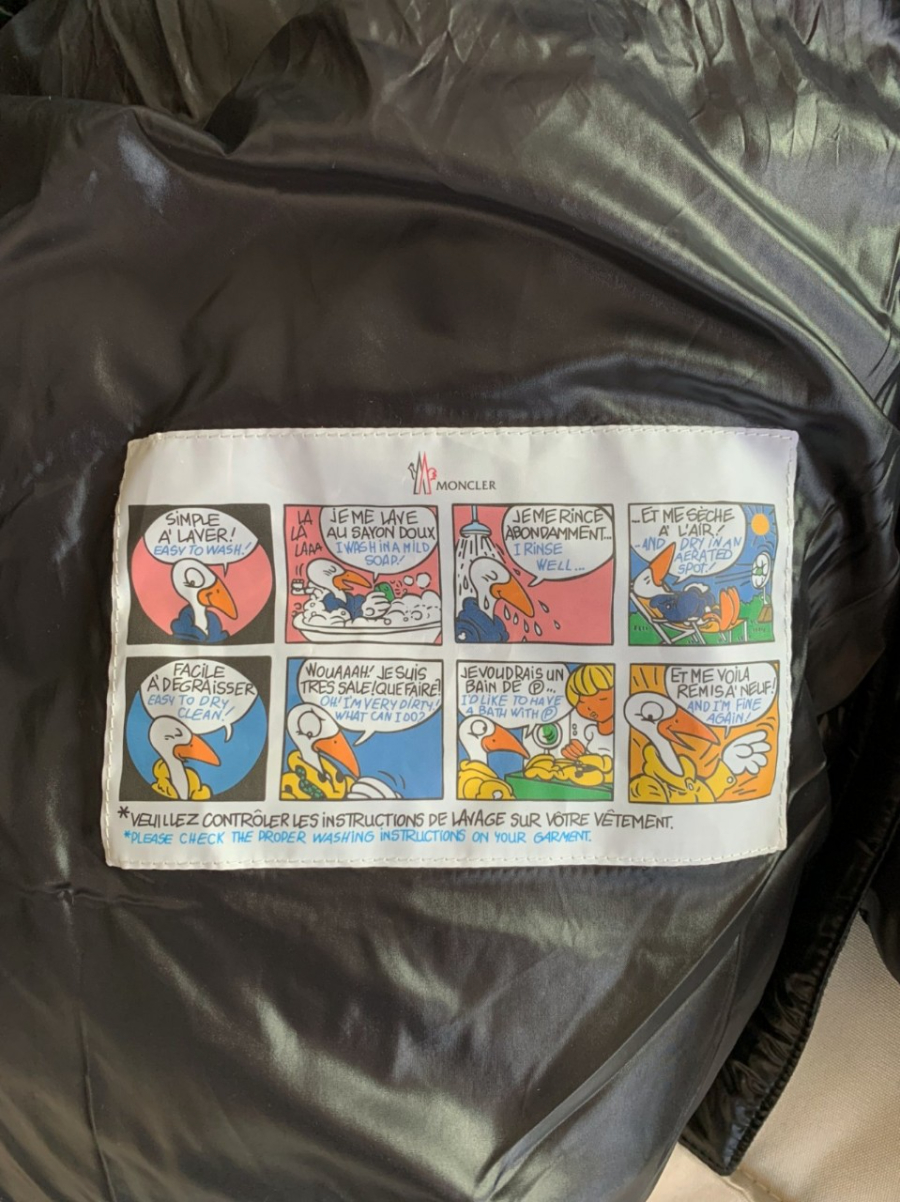 MONCLER
SIMPLE
A' LAVER!
EASY TO WASH!
LA
LA
LAAA
JE ME LAVE
AU SAVON DOUX
I WASH IN A MILD
SOAP!
JE ME RINCE
ABONDAMMENT...
I RINSE
WELL...
...ET ME SÈCHE
A' L'AIR!
...AND DRY IN AN
AERATED
SPOT!
FACILE
A' DEGRAISSER
EASY TO DRY
CLEAN!
WOUAAAH! JE SUIS
TRES SALE! QUE FAIRE!
OH! I'M VERY DIRTY!
WHAT CAN I DO?
JE VOUDRAIS UN
BAIN DE Ⓟ...
I'D LIKE TO HAVE
A BATH WITH Ⓟ
ET ME VOILA
REMIS A' NEUF!
AND I'M FINE
AGAIN!
*VEUILLEZ CONTRÔLER LES INSTRUCTIONS DE LAVAGE SUR VÔTRE VÊTEMENT.
*PLEASE CHECK THE PROPER WASHING INSTRUCTIONS ON YOUR GARMENT.